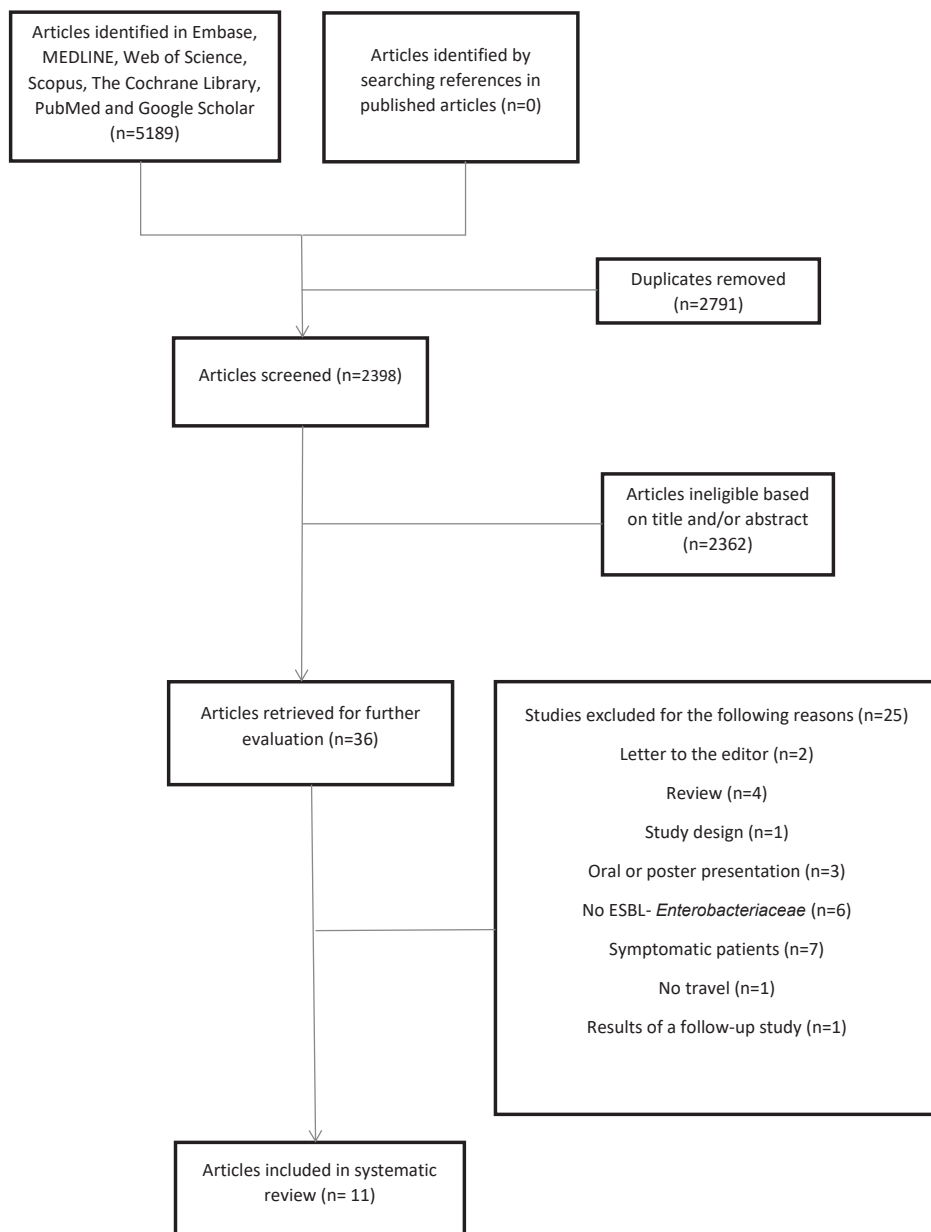 Articles identified in Embase,
MEDLINE, Web of Science,
Scopus, The Cochrane Library,
PubMed and Google Scholar
(n=5189)
Articles identified by
searching references in
published articles (n=0)
Duplicates removed
(n=2791)
Articles screened (n=2398)
Articles ineligible based
on title and/or abstract
(n=2362)
Articles retrieved for further
evaluation (n=36)
Studies excluded for the following reasons (n=25)
Letter to the editor (n=2)
Review (n=4)
Study design (n=1)
Oral or poster presentation (n=3)
No ESBL- Enterobacteriaceae (n=6)
Symptomatic patients (n=7)
No travel (n=1)
Results of a follow-up study (n=1)
Articles included in systematic
review (n= 11)